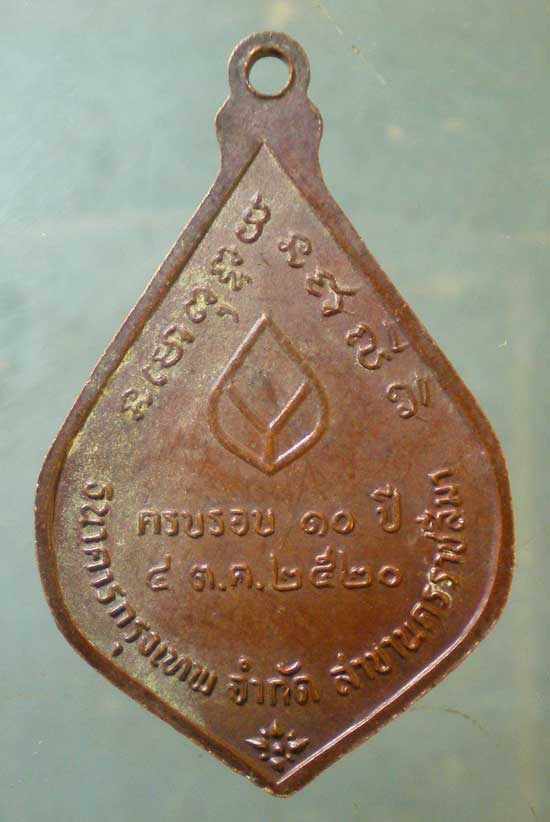 ครบรอบ ๑๐ ปี
๔ ต.ค.๒๕๒๐
ธนาคารกรุงเทพ จำกัด สาขานครราชสีมา